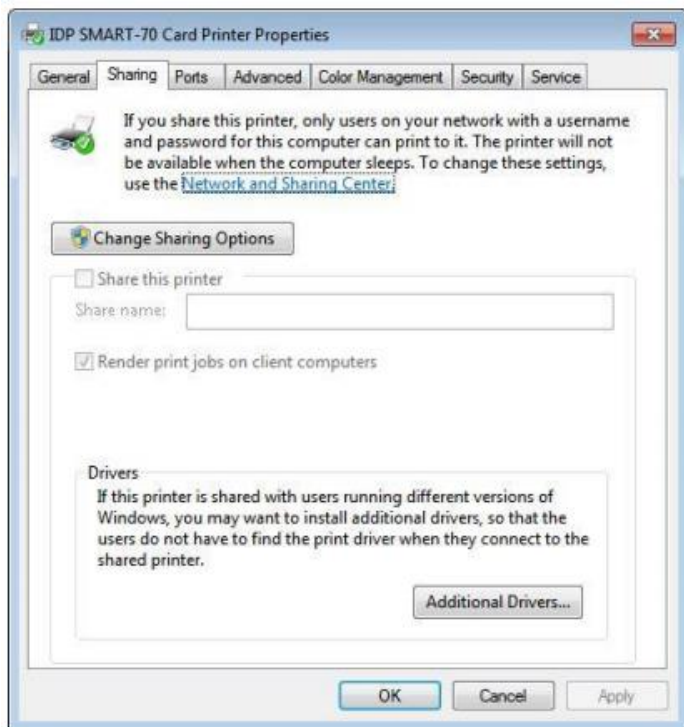 IDP SMART-70 Card Printer Properties
General Sharing Ports Advanced Color Management Security Service
If you share this printer, only users on your network with a username
and password for this computer can print to it. The printer will not
be available when the computer sleeps. To change these settings,
use the Network and Sharing Center.
Change Sharing Options
Share this printer
Share name:
Render print jobs on client computers
Drivers
If this printer is shared with users running different versions of
Windows, you may want to install additional drivers, so that the
users do not have to find the print driver when they connect to the
shared printer.
Additional Drivers...
OK Cancel Apply